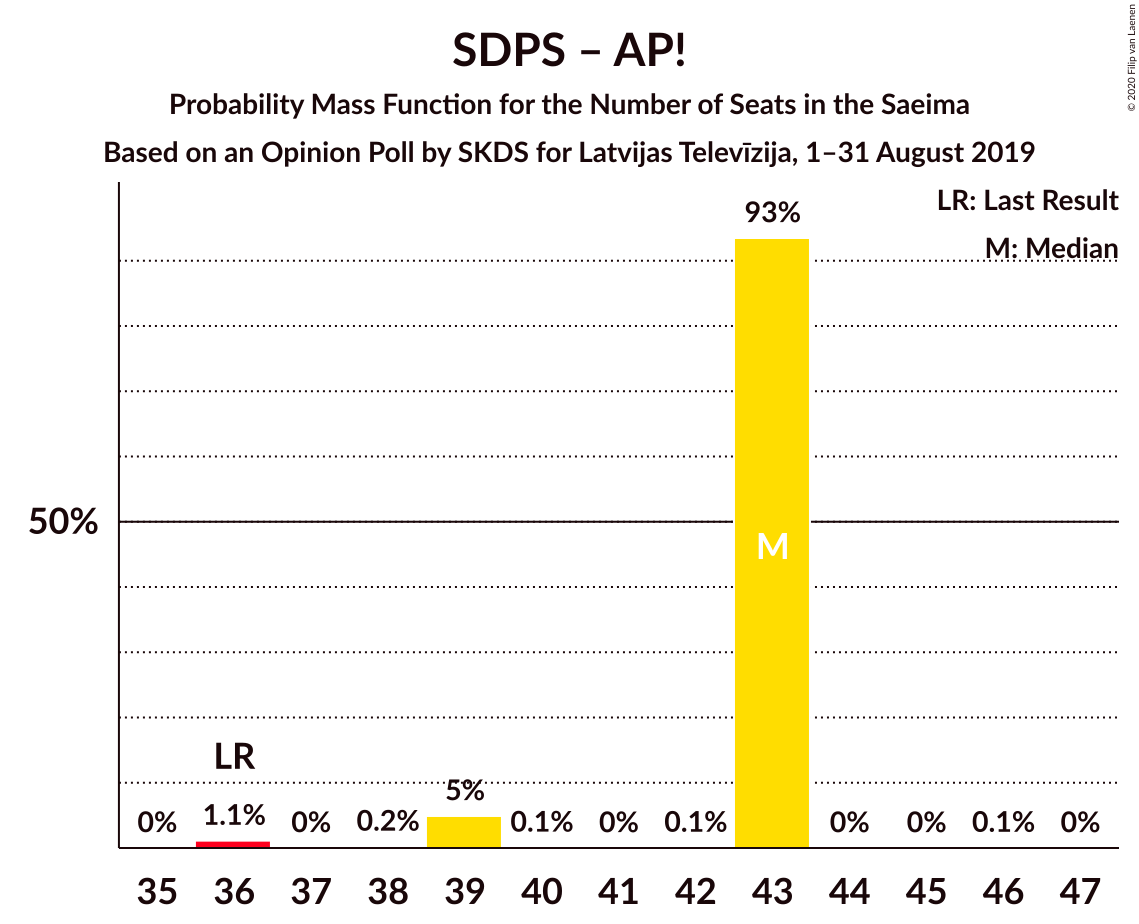 SDPS – AP!
Probability Mass Function for the Number of Seats in the Saeima
Based on an Opinion Poll by SKDS for Latvijas Televīzija, 1–31 August 2019
© 2020 Filip van Laenen
LR: Last Result
M: Median
93%
50%
M
LR
0% 1.1% 0% 0.2% 5% 0.1% 0% 0.1% 0% 0% 0.1% 0%
35 36 37 38 39 40 41 42 43 44 45 46 47